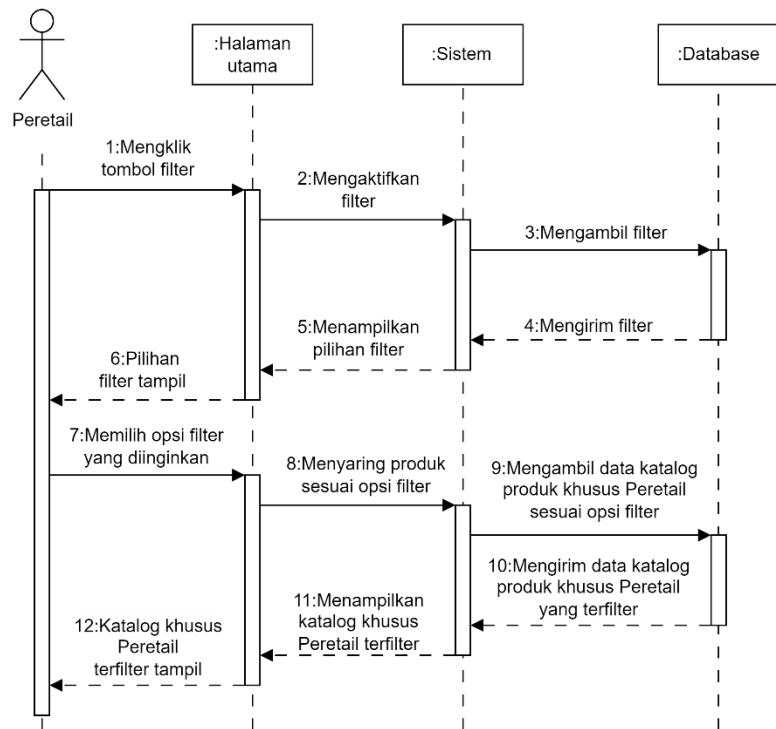 :Halaman
utama
:Sistem
:Database
Peretail
1:Mengklik
tombol filter
2:Mengaktifkan
filter
3:Mengambil filter
4:Mengirim filter
5:Menampilkan
pilihan filter
6:Pilihan
filter tampil
7:Memilih opsi filter
yang diinginkan
8:Menyaring produk
sesuai opsi filter
9:Mengambil data katalog
produk khusus Peretail
sesuai opsi filter
10:Mengirim data katalog
produk khusus Peretail
yang terfilter
11:Menampilkan
katalog khusus
Peretail terfilter
12:Katalog khusus
Peretail
terfilter tampil